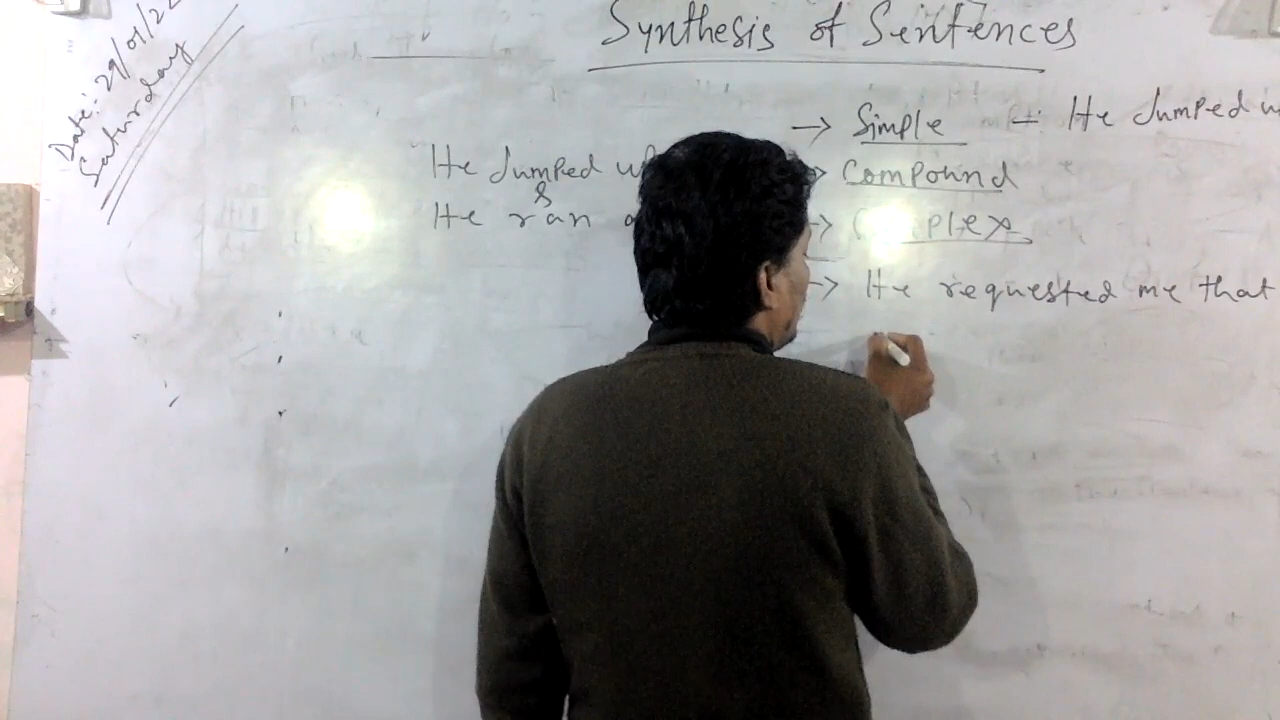 Date:- 29/01/22
Saturday
Synthesis of Sentences
→ Simple – He Jumped
He Jumped
→ Compound
&
He ran
→ Complex
→ He requested me that